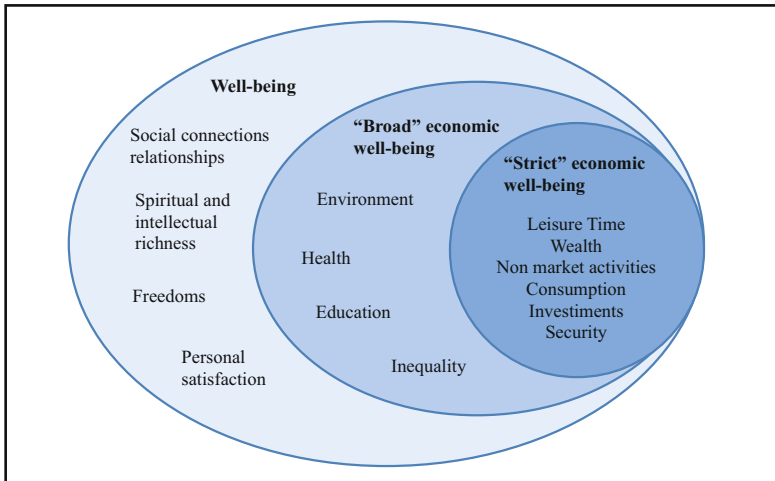 Well-being
Social connections
relationships
Spiritual and
intellectual
richness
Freedoms
Personal
satisfaction
“Broad” economic
well-being
Environment
Health
Education
Inequality
“Strict” economic
well-being
Leisure Time
Wealth
Non market activities
Consumption
Investiments
Security